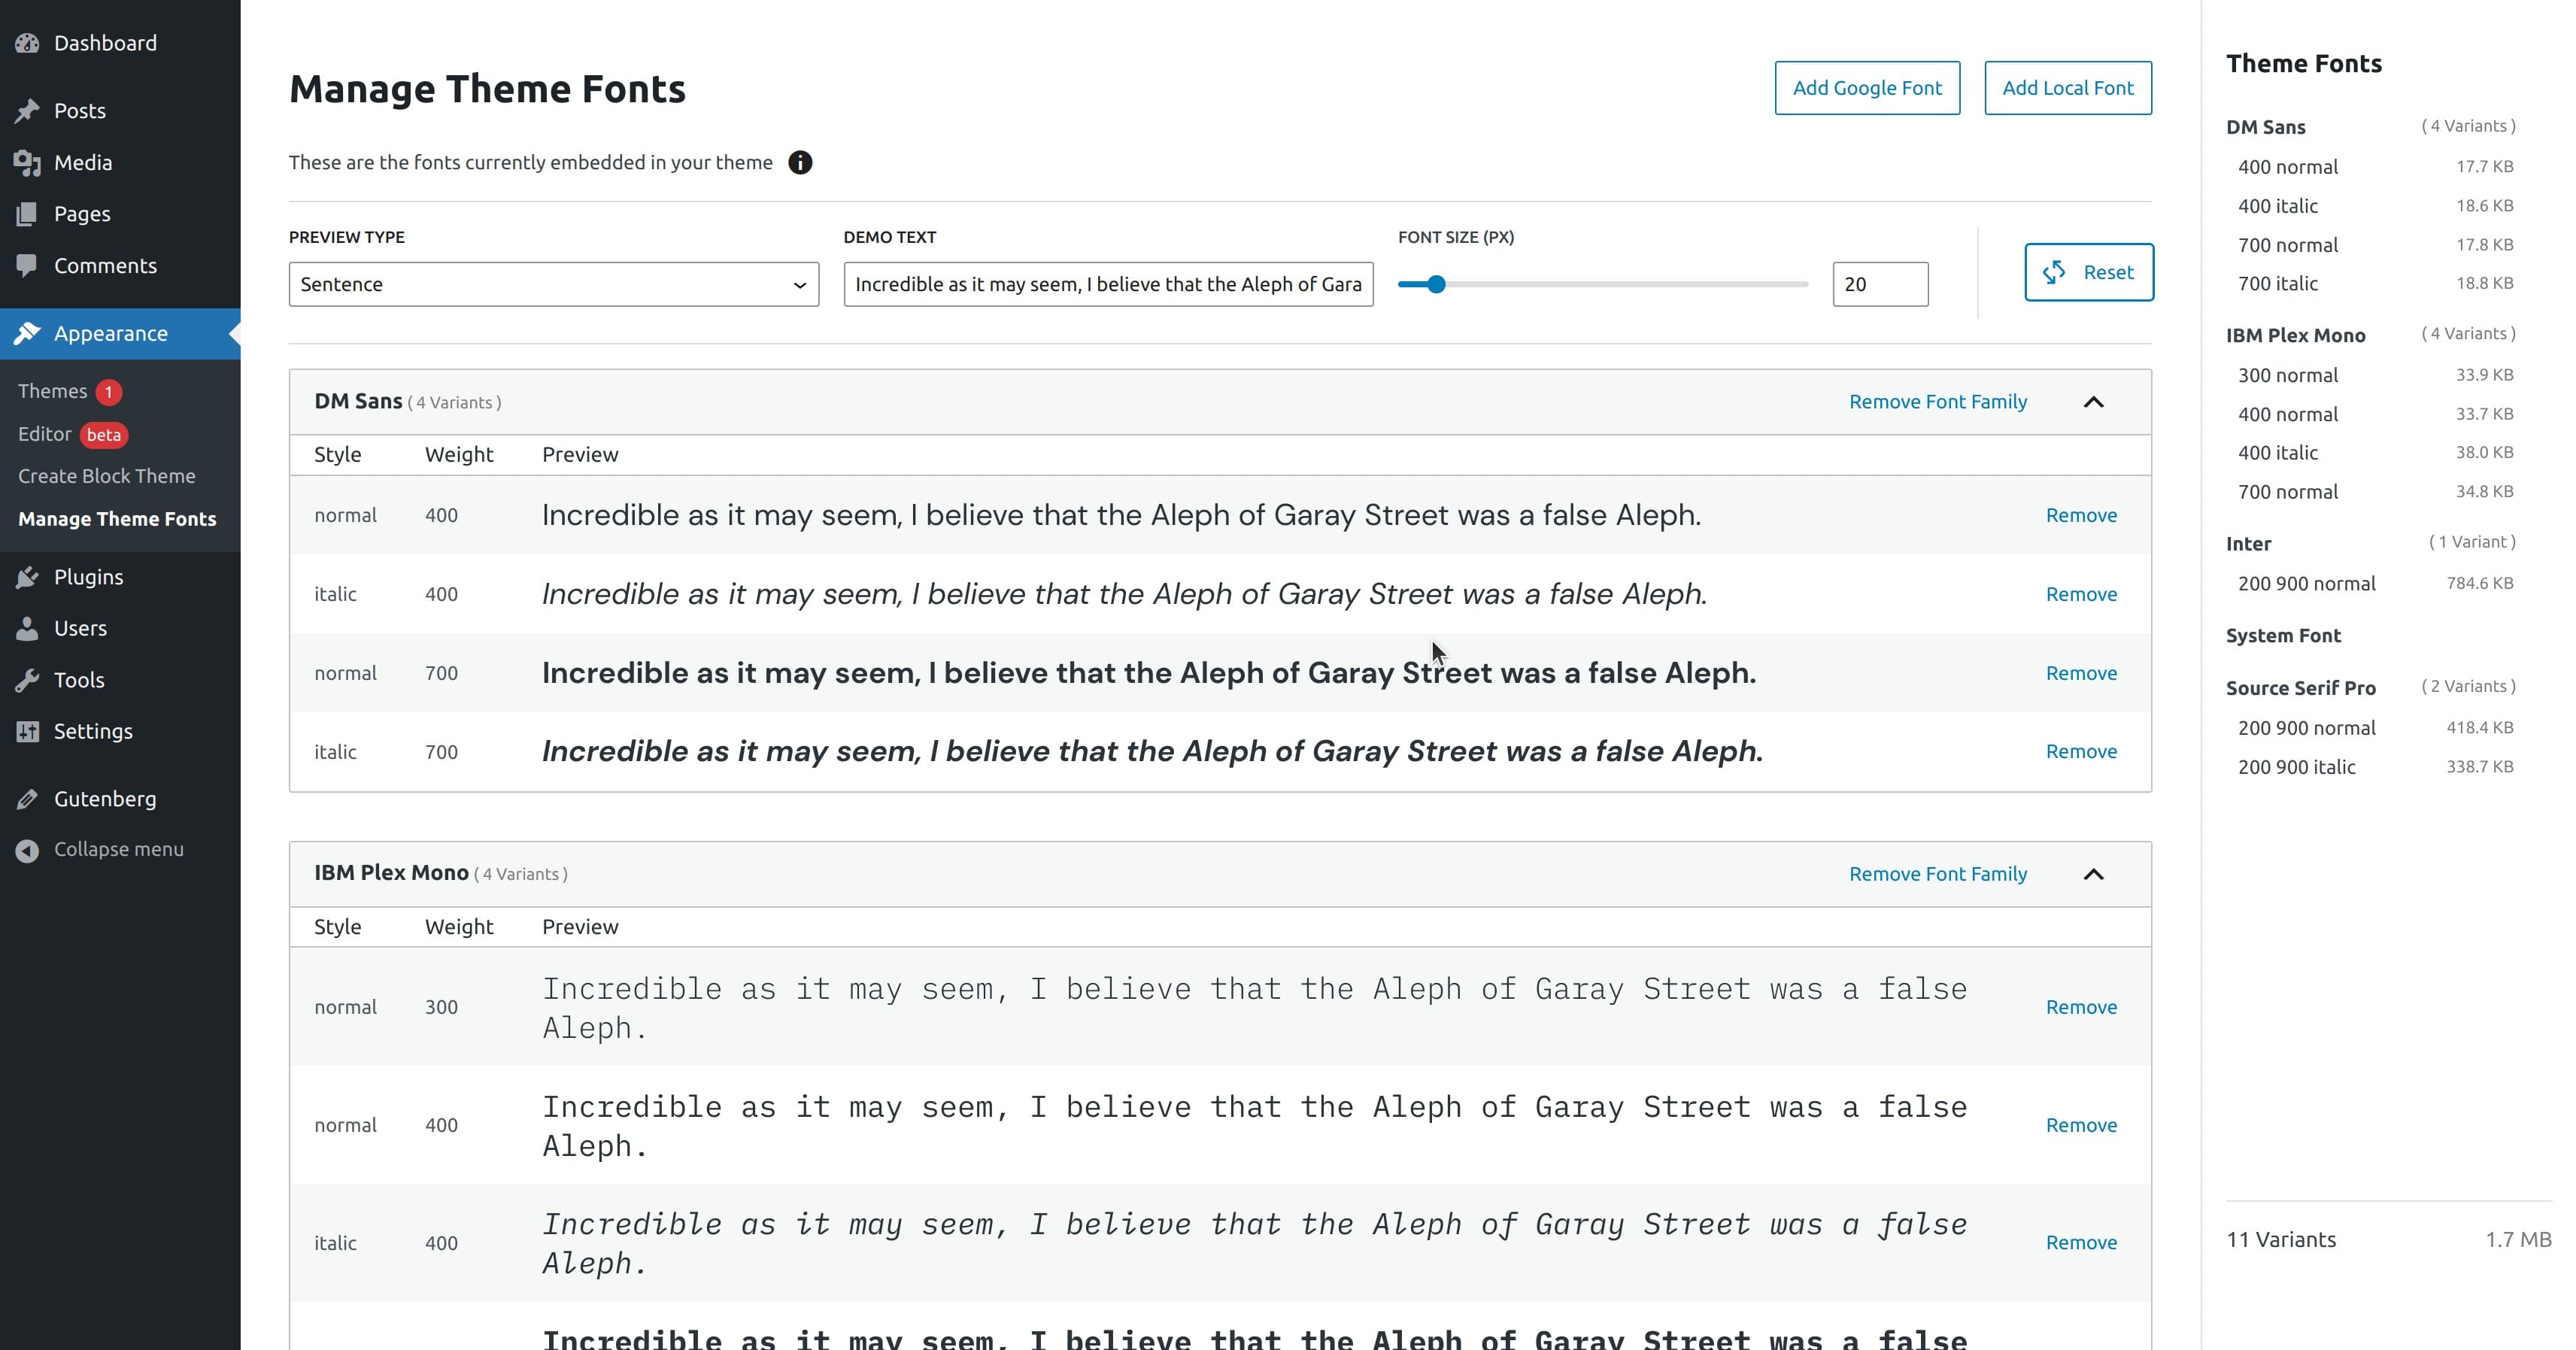 Dashboard
Posts
Media
Pages
Comments
Appearance
Themes 1
Editor beta
Create Block Theme
Manage Theme Fonts
Plugins
Users
Tools
Settings
Gutenberg
Collapse menu
Manage Theme Fonts
Add Google Font
Add Local Font
These are the fonts currently embedded in your theme
PREVIEW TYPE
Sentence
DEMO TEXT
Incredible as it may seem, I believe that the Aleph of Gara
FONT SIZE (PX)
20
Reset
DM Sans ( 4 Variants )
Remove Font Family
Style Weight Preview
normal 400 Incredible as it may seem, I believe that the Aleph of Garay Street was a false Aleph. Remove
italic 400 Incredible as it may seem, I believe that the Aleph of Garay Street was a false Aleph. Remove
normal 700 Incredible as it may seem, I believe that the Aleph of Garay Street was a false Aleph. Remove
italic 700 Incredible as it may seem, I believe that the Aleph of Garay Street was a false Aleph. Remove
IBM Plex Mono ( 4 Variants )
Remove Font Family
Style Weight Preview
normal 300 Incredible as it may seem, I believe that the Aleph of Garay Street was a false
Aleph. Remove
normal 400 Incredible as it may seem, I believe that the Aleph of Garay Street was a false
Aleph. Remove
italic 400 Incredible as it may seem, I believe that the Aleph of Garay Street was a false
Aleph. Remove
Incredible as it may seem, I believe that the Aleph of Garay Street was a false
Theme Fonts
DM Sans ( 4 Variants )
400 normal 17.7 KB
400 italic 18.6 KB
700 normal 17.8 KB
700 italic 18.8 KB
IBM Plex Mono ( 4 Variants )
300 normal 33.9 KB
400 normal 33.7 KB
400 italic 38.0 KB
700 normal 34.8 KB
Inter ( 1 Variant )
200 900 normal 784.6 KB
System Font
Source Serif Pro ( 2 Variants )
200 900 normal 418.4 KB
200 900 italic 338.7 KB
11 Variants 1.7 MB